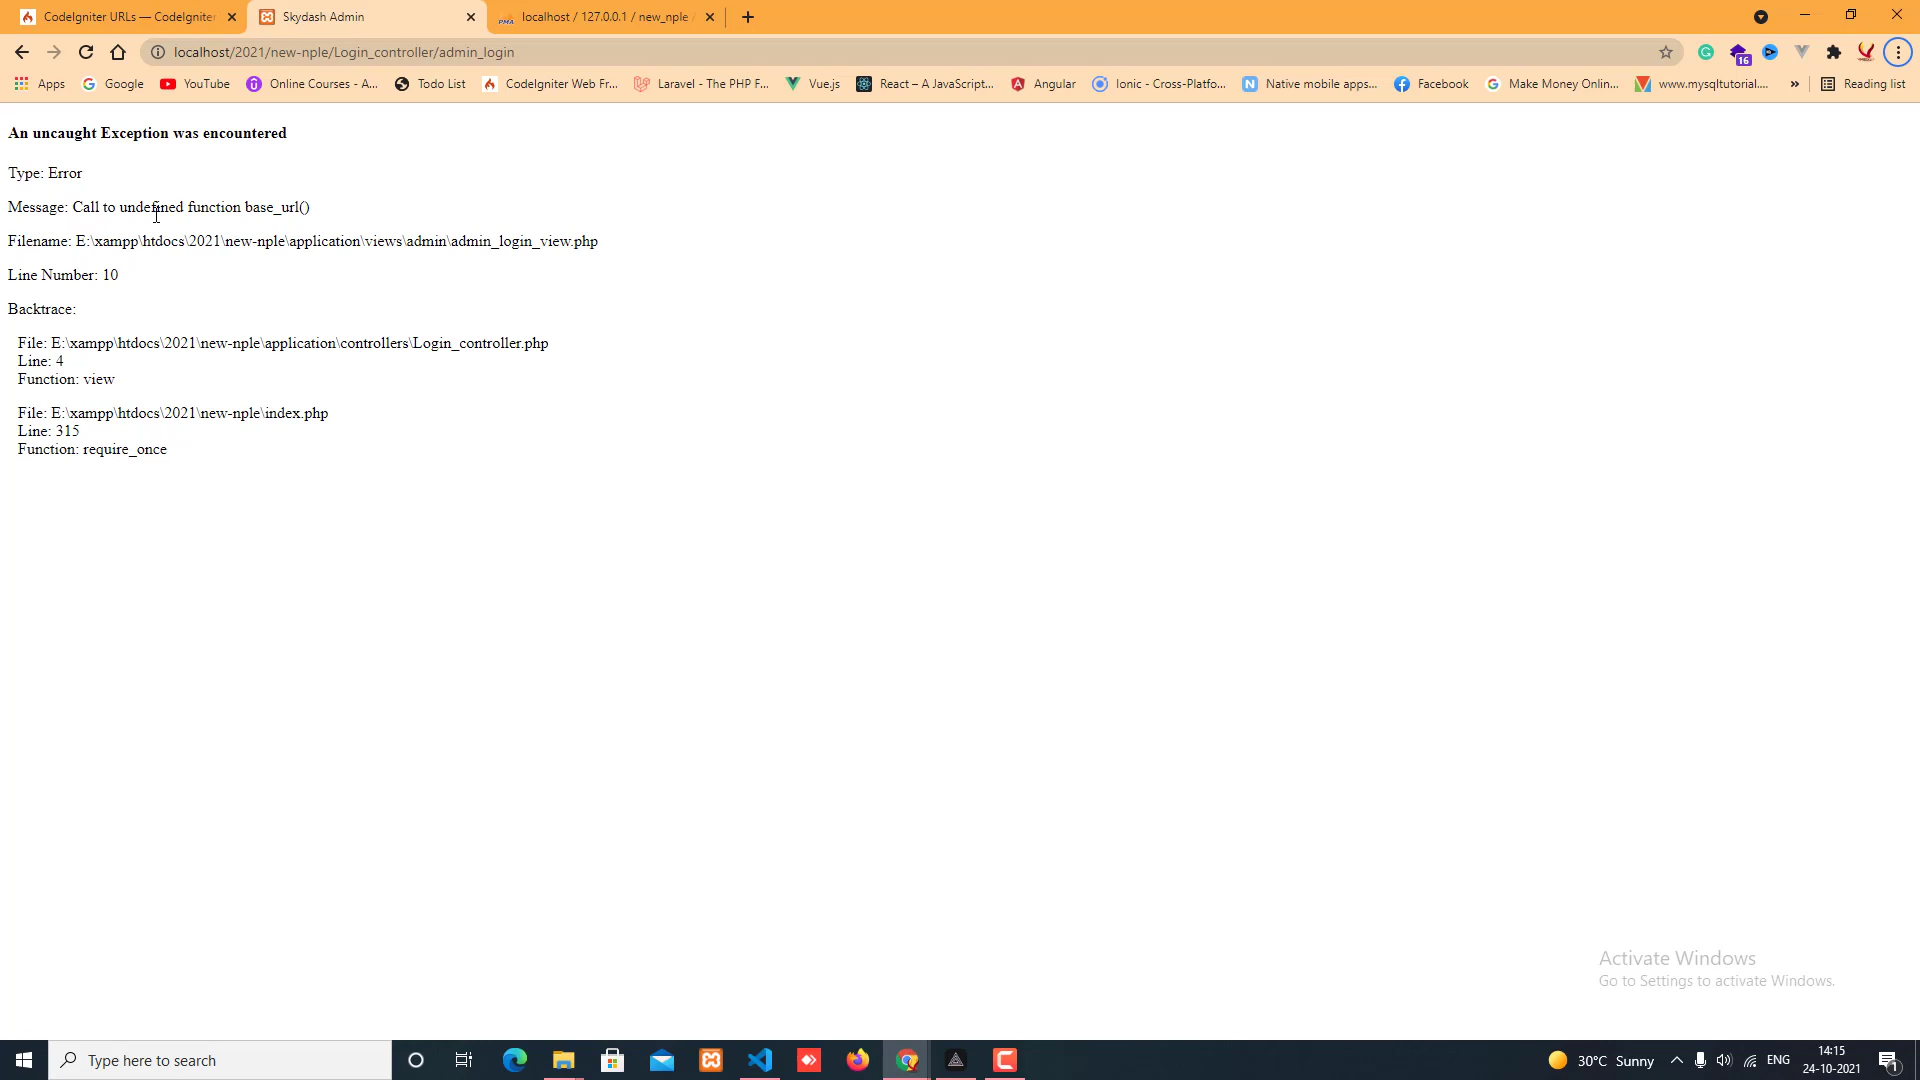 CodeIgniter URLs — CodeIgniter
Skydash Admin
PMA localhost / 127.0.0.1 / new_nple
localhost/2021/new-nple/Login_controller/admin_login
16
Apps Google YouTube Online Courses - A... Todo List CodeIgniter Web Fr... Laravel - The PHP F... Vue.js React – A JavaScript... Angular Ionic - Cross-Platfo... Native mobile apps... Facebook Make Money Onlin... www.mysqltutorial.... » Reading list
An uncaught Exception was encountered
Type: Error
Message: Call to undefined function base_url()
Filename: E:\xampp\htdocs\2021\new-nple\application\views\admin\admin_login_view.php
Line Number: 10
Backtrace:
File: E:\xampp\htdocs\2021\new-nple\application\controllers\Login_controller.php
Line: 4
Function: view
File: E:\xampp\htdocs\2021\new-nple\index.php
Line: 315
Function: require_once
Activate Windows
Go to Settings to activate Windows.
Type here to search
30°C Sunny
ENG
14:15
24-10-2021
1